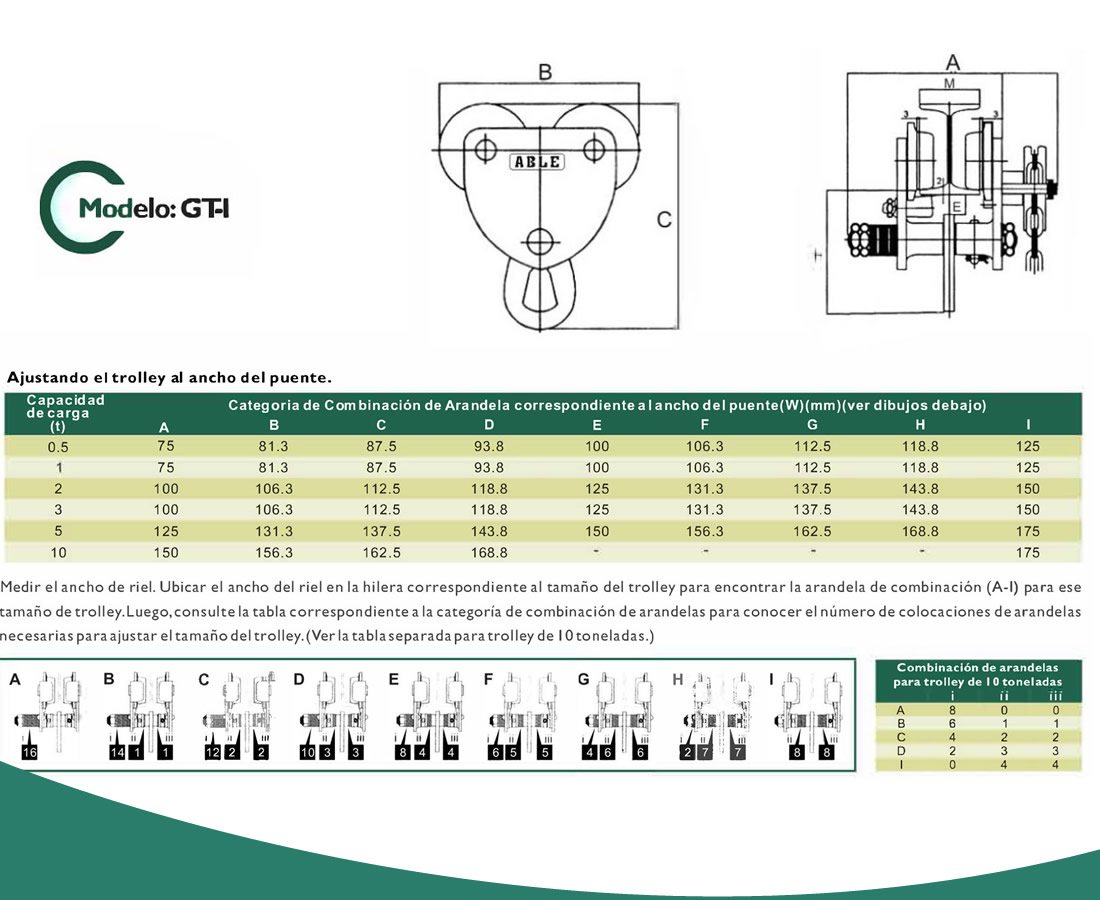 B
A
M
3
3
ABLE
2
E
C
Modelo: GT-I
Ajustando el trolley al ancho del puente.
Capacidad de carga (t)
Categoria de Combinación de Arandela correspondiente al ancho del puente(W)(mm)(ver dibujos debajo)
A B C D E F G H I
0.5 75 81.3 87.5 93.8 100 106.3 112.5 118.8 125
1 75 81.3 87.5 93.8 100 106.3 112.5 118.8 125
2 100 106.3 112.5 118.8 125 131.3 137.5 143.8 150
3 100 106.3 112.5 118.8 125 131.3 137.5 143.8 150
5 125 131.3 137.5 143.8 150 156.3 162.5 168.8 175
10 150 156.3 162.5 168.8 - - - - 175
Medir el ancho de riel. Ubicar el ancho del riel en la hilera correspondiente al tamaño del trolley para encontrar la arandela de combinación (A-I) para ese
tamaño de trolley.Luego,consulte la tabla correspondiente a la categoría de combinación de arandelas para conocer el número de colocaciones de arandelas
necesarias para ajustar el tamaño del trolley.(Ver la tabla separada para trolley de 10 toneladas.)
A B C D E F G H I
i ii iii
16 14 1 1 12 2 2 10 3 3 8 4 4 6 5 5 4 6 6 2 7 7 8 8
Combinación de arandelas
para trolley de 10 toneladas
i ii iii
A 8 0 0
B 6 1 1
C 4 2 2
D 2 3 3
I 0 4 4